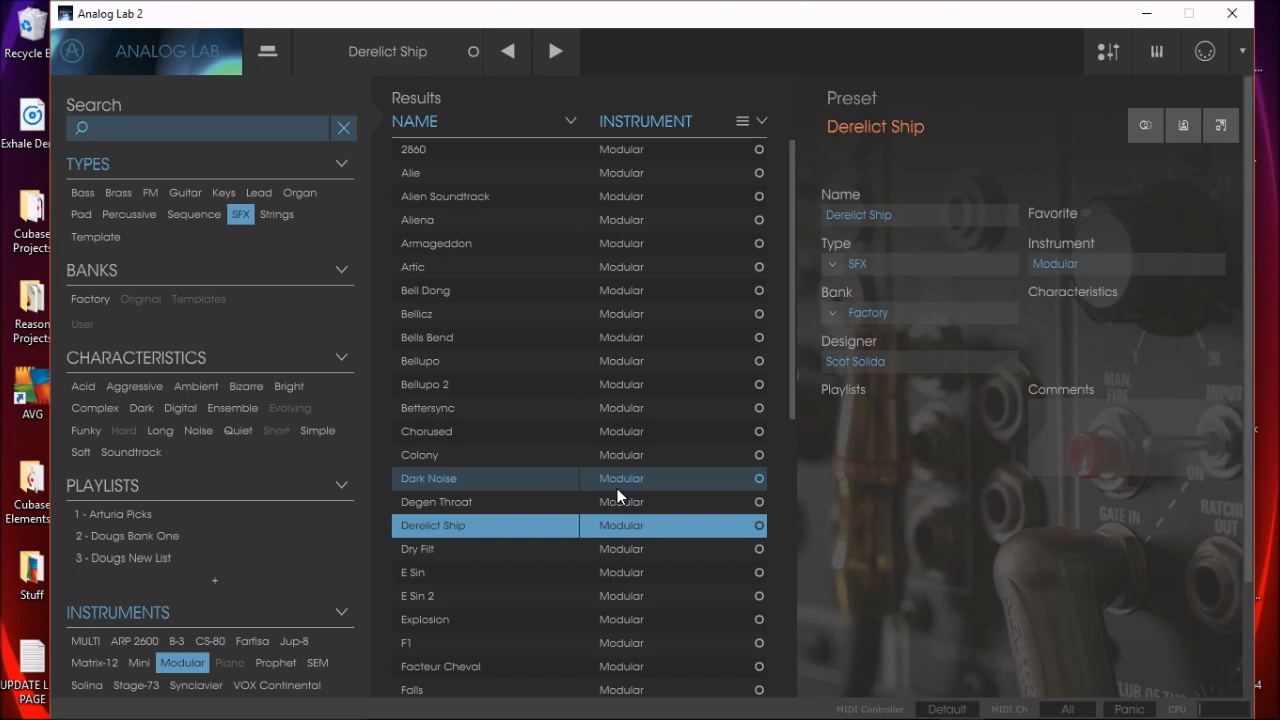 Analog Lab 2
ANALOG LAB
Derelict Ship
Recycle B
Exhale De
Cubase
Projects
Reason
Projects
AVG
Cubase
Elements
Stuff
UPDATE L
PAGE
Search
TYPES
Bass Brass FM Guitar Keys Lead Organ
Pad Percussive Sequence SFX Strings
Template
BANKS
Factory Original Templates
User
CHARACTERISTICS
Acid Aggressive Ambient Bizarre Bright
Complex Dark Digital Ensemble Evolving
Funky Hard Long Noise Quiet Short Simple
Soft Soundtrack
PLAYLISTS
1 - Arturia Picks
2 - Dougs Bank One
3 - Dougs New List
+
INSTRUMENTS
MULTI ARP 2600 B-3 CS-80 Farfisa Jup-8
Matrix-12 Mini Modular Piano Prophet SEM
Solina Stage-73 Synclavier VOX Continental
Results
NAME INSTRUMENT
2860 Modular
Alie Modular
Alien Soundtrack Modular
Aliena Modular
Armageddon Modular
Artic Modular
Bell Dong Modular
Bellicz Modular
Bells Bend Modular
Bellupo Modular
Bellupo 2 Modular
Bettersync Modular
Chorused Modular
Colony Modular
Dark Noise Modular
Degen Throat Modular
Derelict Ship Modular
Dry Filt Modular
E Sin Modular
E Sin 2 Modular
Explosion Modular
F1 Modular
Facteur Cheval Modular
Falls Modular
Preset
Derelict Ship
Name
Derelict Ship
Favorite
Type
SFX
Instrument
Modular
Bank
Factory
Characteristics
Designer
Scot Solida
Playlists
Comments
MAN.
FIRE
INPUT
ON
GATE IN
RATCH
OUT
MIDI Controller Default MIDI Ch All Panic CPU